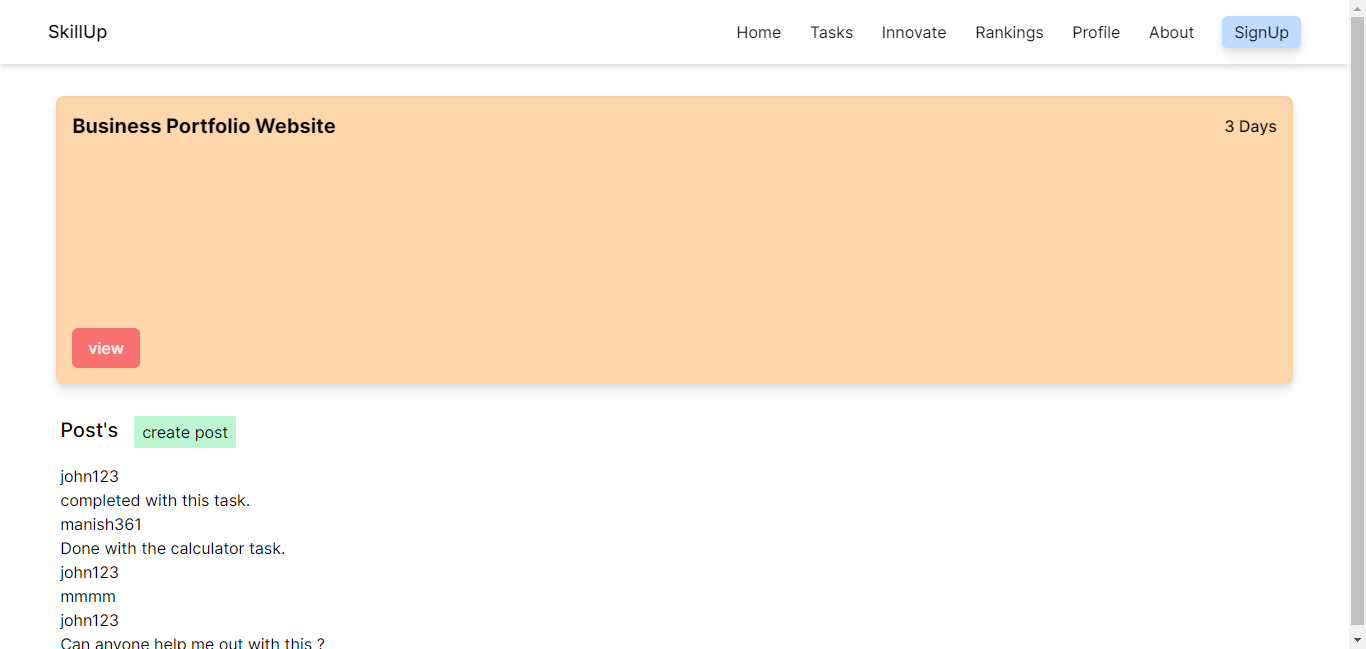 SkillUp
Home Tasks Innovate Rankings Profile About SignUp
Business Portfolio Website
3 Days
view
Post's
create post
john123
completed with this task.
manish361
Done with the calculator task.
john123
mmmm
john123
Can anyone help me out with this ?